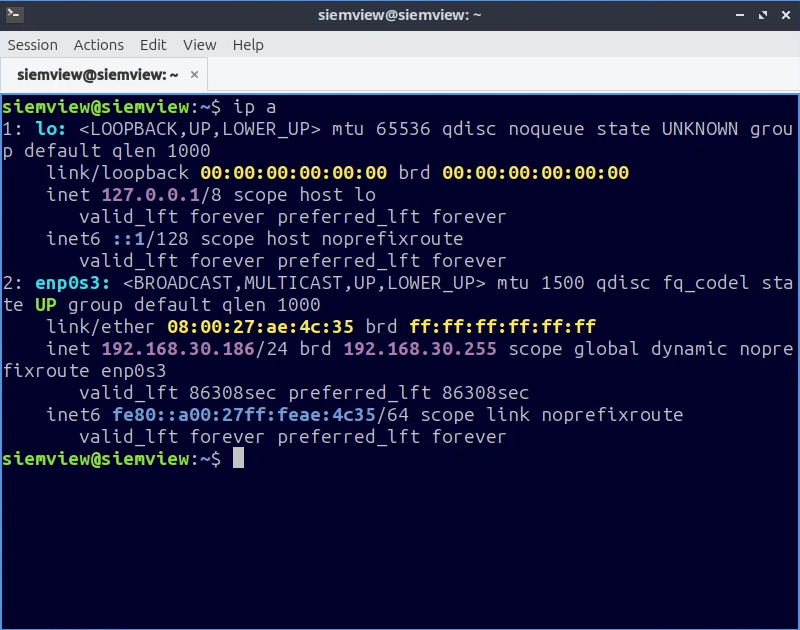 siemview@siemview: ~
Session Actions Edit View Help
siemview@siemview: ~ ×
siemview@siemview:~$ ip a
1: lo: <LOOPBACK,UP,LOWER_UP> mtu 65536 qdisc noqueue state UNKNOWN grou
p default qlen 1000
link/loopback 00:00:00:00:00:00 brd 00:00:00:00:00:00
inet 127.0.0.1/8 scope host lo
valid_lft forever preferred_lft forever
inet6 ::1/128 scope host noprefixroute
valid_lft forever preferred_lft forever
2: enp0s3: <BROADCAST,MULTICAST,UP,LOWER_UP> mtu 1500 qdisc fq_codel sta
te UP group default qlen 1000
link/ether 08:00:27:ae:4c:35 brd ff:ff:ff:ff:ff:ff
inet 192.168.30.186/24 brd 192.168.30.255 scope global dynamic nopre
fixroute enp0s3
valid_lft 86308sec preferred_lft 86308sec
inet6 fe80::a00:27ff:feae:4c35/64 scope link noprefixroute
valid_lft forever preferred_lft forever
siemview@siemview:~$